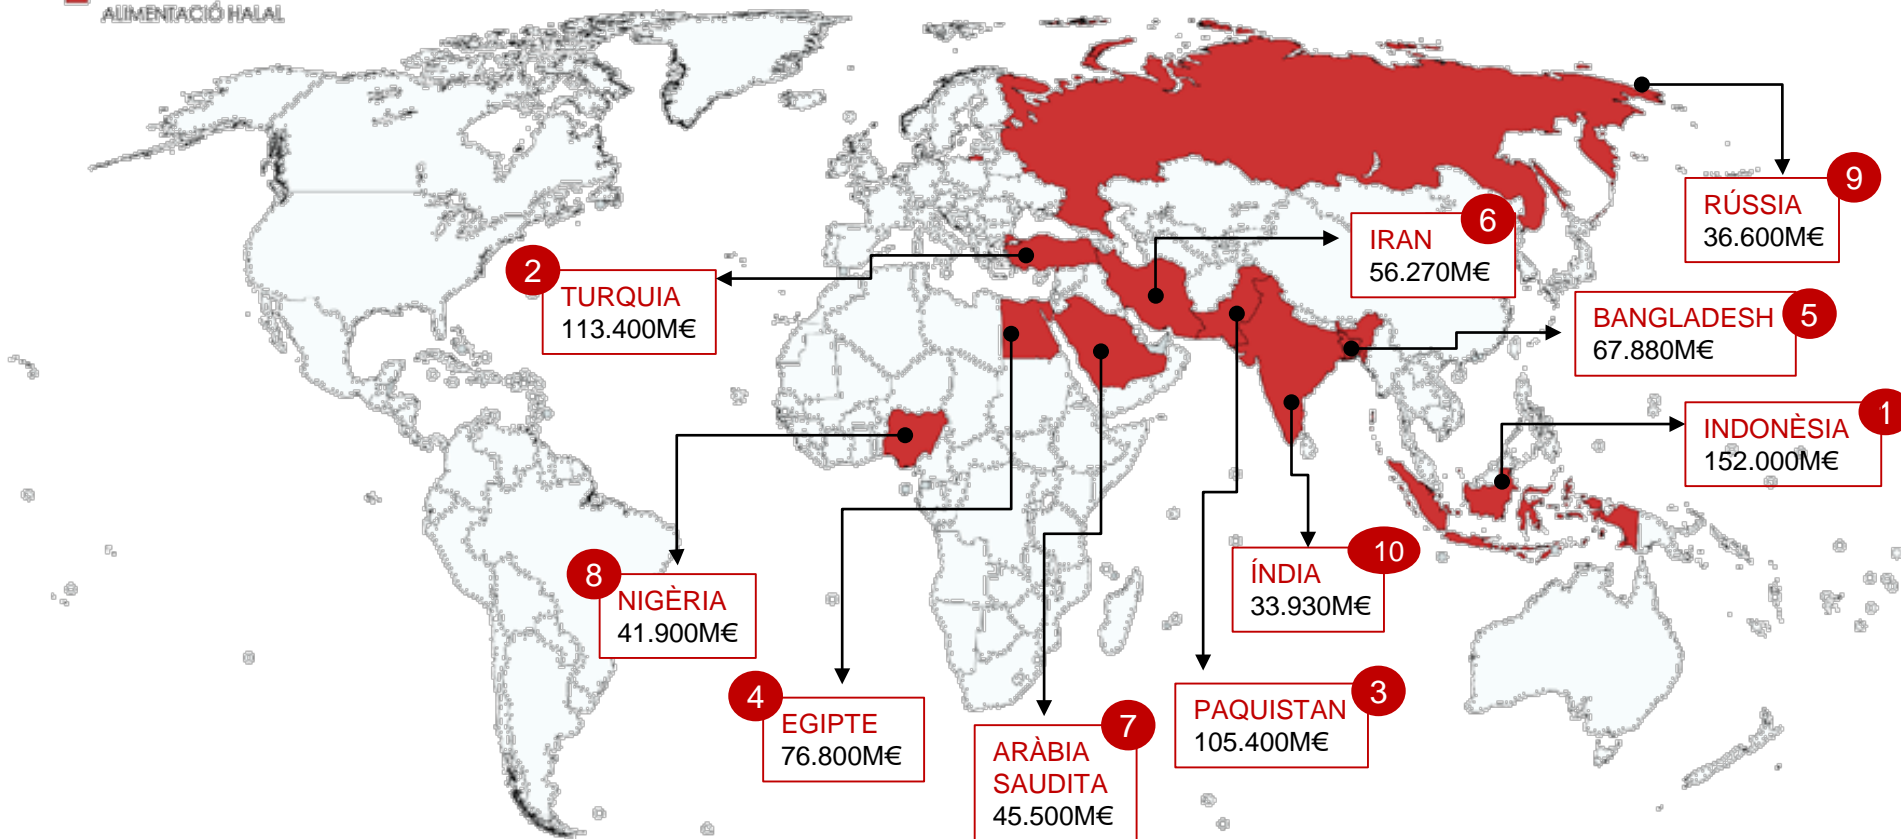 ALIMENTACIÓ HALAL
9
RÚSSIA
36.600M€
6
IRAN
56.270M€
2
TURQUIA
113.400M€
5
BANGLADESH
67.880M€
1
INDONÈSIA
152.000M€
10
ÍNDIA
33.930M€
8
NIGÈRIA
41.900M€
4
EGIPTE
76.800M€
3
PAQUISTAN
105.400M€
7
ARÀBIA
SAUDITA
45.500M€